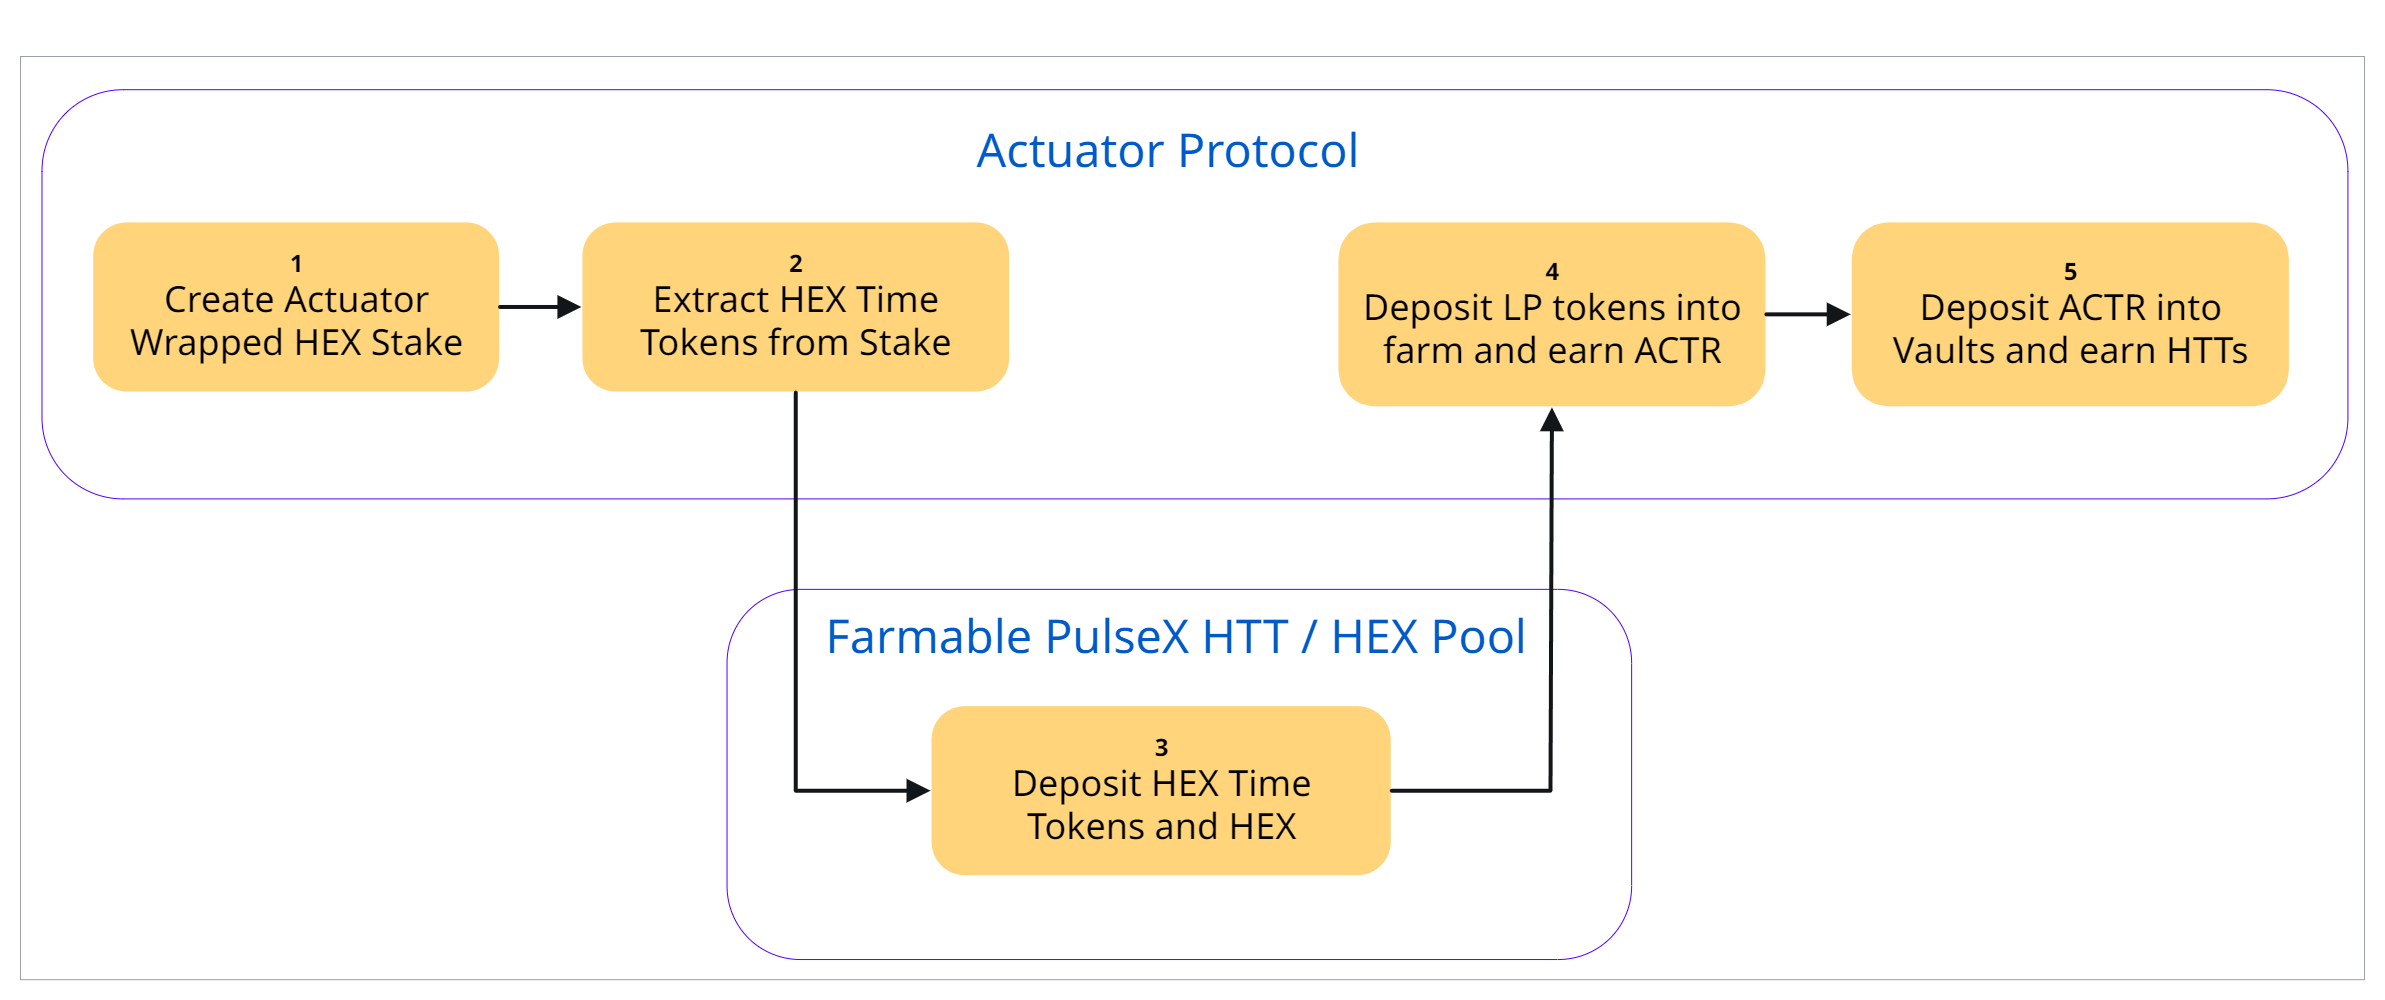 Actuator Protocol
1
Create Actuator
Wrapped HEX Stake
2
Extract HEX Time
Tokens from Stake
4
Deposit LP tokens into
farm and earn ACTR
5
Deposit ACTR into
Vaults and earn HTTs
Farmable PulseX HTT / HEX Pool
3
Deposit HEX Time
Tokens and HEX